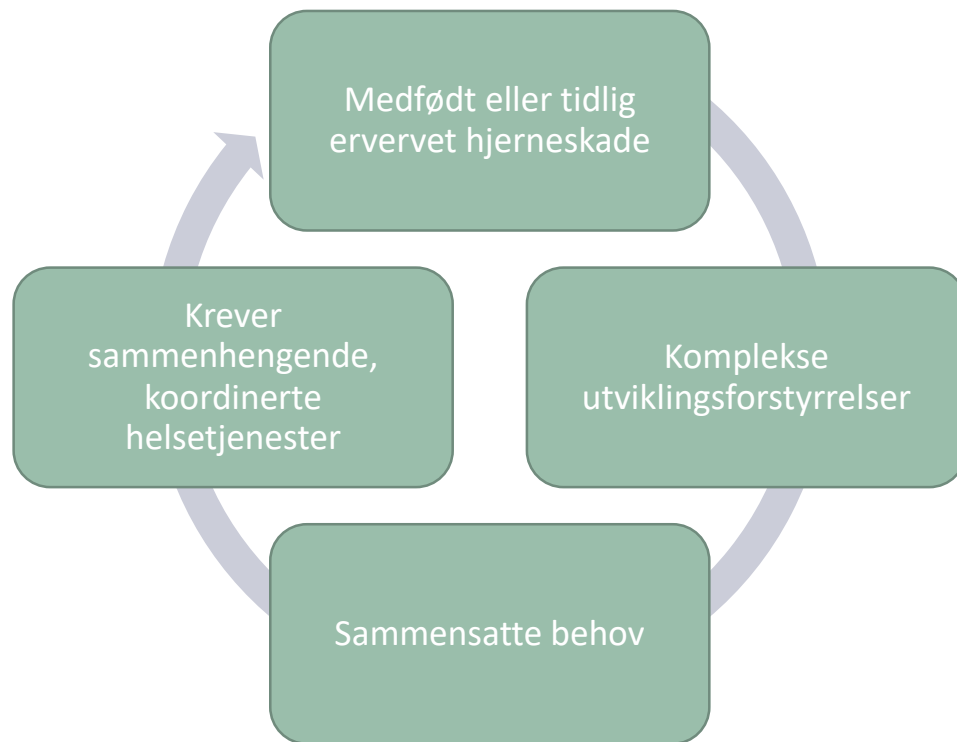 Medfødt eller tidlig
ervervet hjerneskade
Komplekse
utviklingsforstyrrelser
Sammensatte behov
Krever
sammenhengende,
koordinerte
helsetjenester